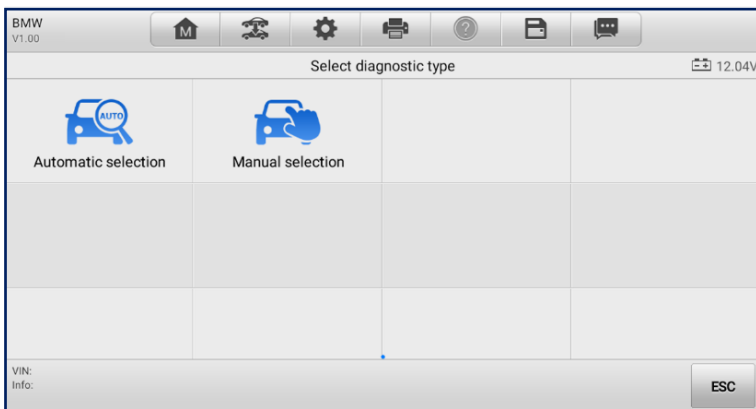 BMW
V1.00
M
?
Select diagnostic type
12.04V
AUTO
Automatic selection
Manual selection
VIN:
Info:
ESC